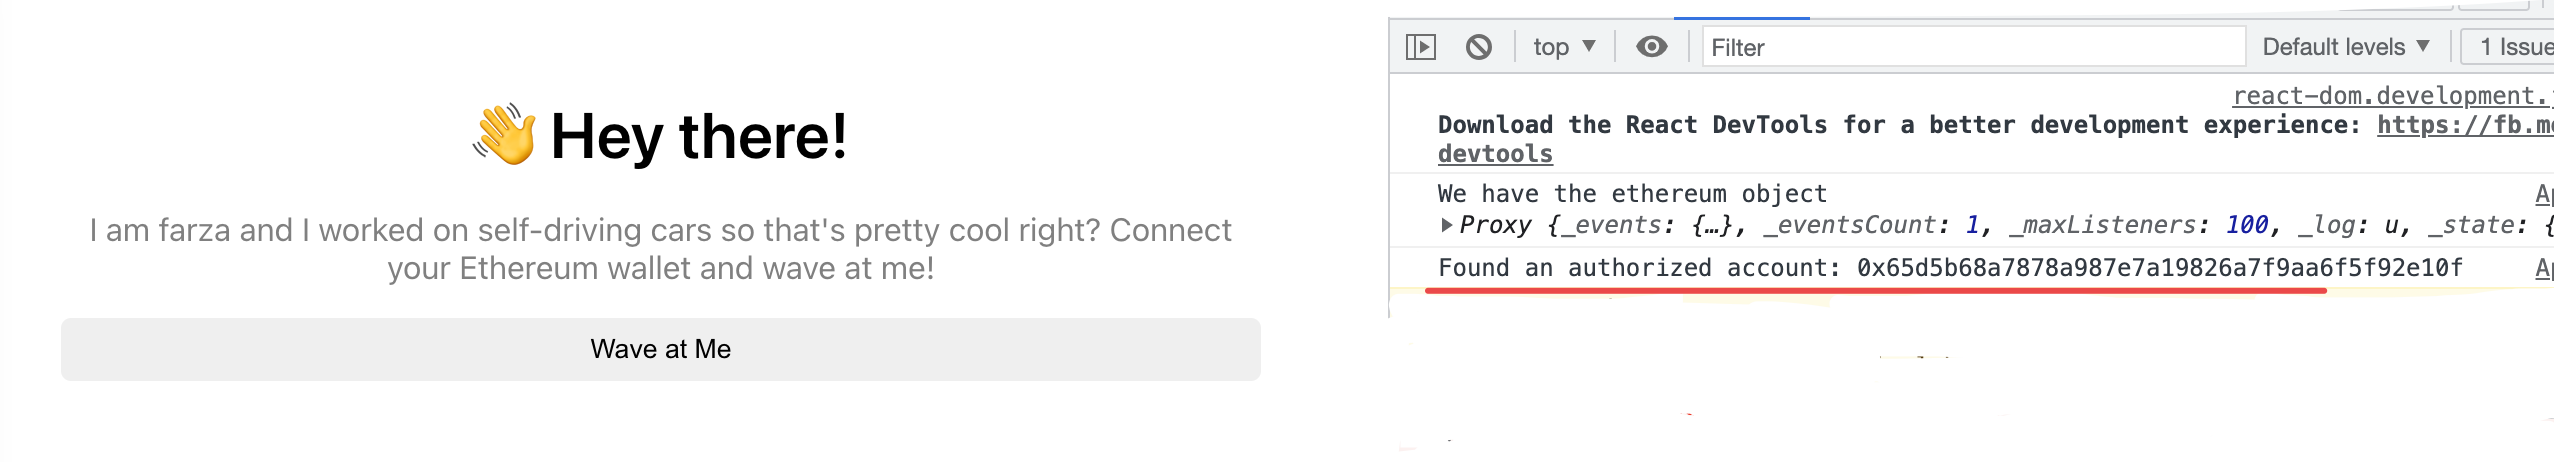 👋 Hey there!
I am farza and I worked on self-driving cars so that's pretty cool right? Connect
your Ethereum wallet and wave at me!
Wave at Me
top ▼ Filter Default levels ▼ 1 Issue
react-dom.development.
Download the React DevTools for a better development experience: https://fb.me
devtools
We have the ethereum object
▶ Proxy {_events: {…}, _eventsCount: 1, _maxListeners: 100, _log: u, _state: {
Found an authorized account: 0x65d5b68a7878a987e7a19826a7f9aa6f5f92e10f